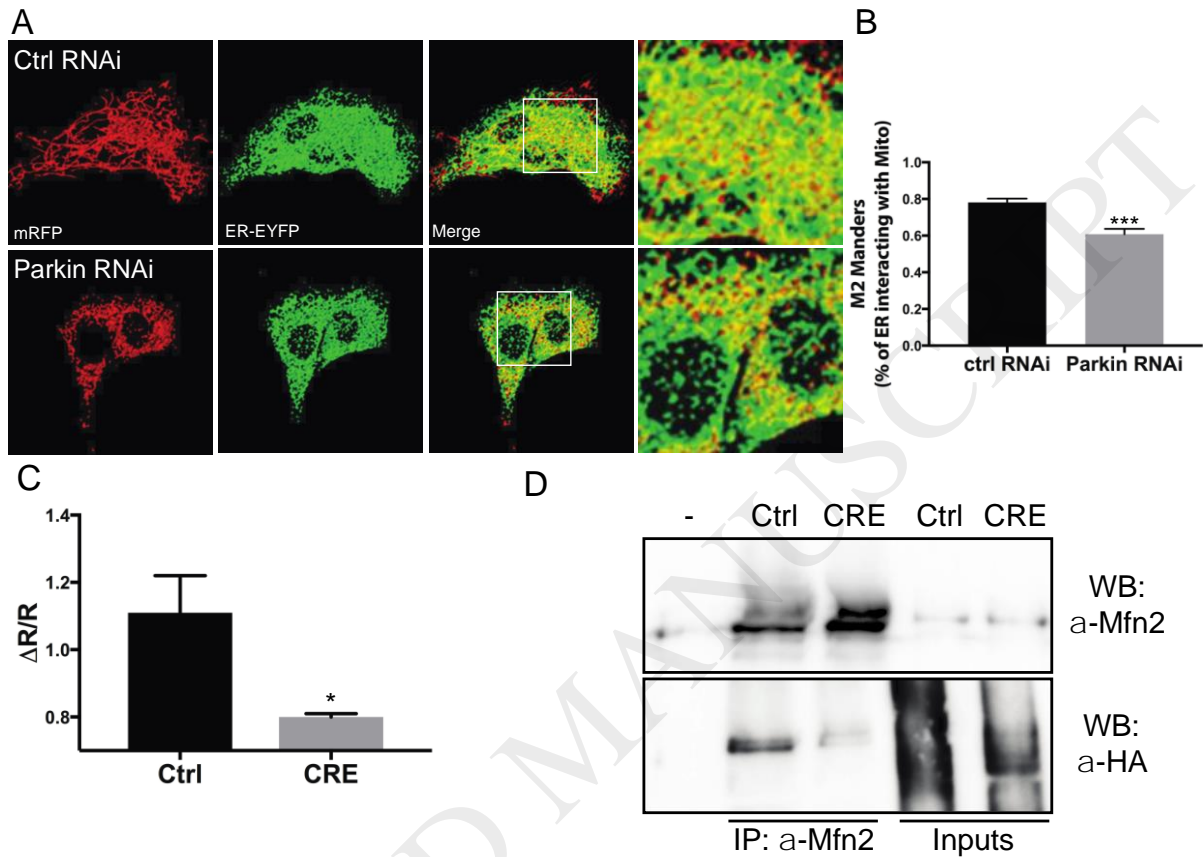 A
Ctrl RNAi
mRFP
ER-EYFP
Merge
Parkin RNAi
B
M2 Manders
(% of ER interacting with Mito)
1.0
0.8
0.6
0.4
0.2
0.0
***
ctrl RNAi Parkin RNAi
C
ΔR/R
1.4
1.2
1.0
0.8
*
Ctrl CRE
D
- Ctrl CRE Ctrl CRE
WB:
a-Mfn2
WB:
a-HA
IP: a-Mfn2 Inputs
D MANUSCRIPT